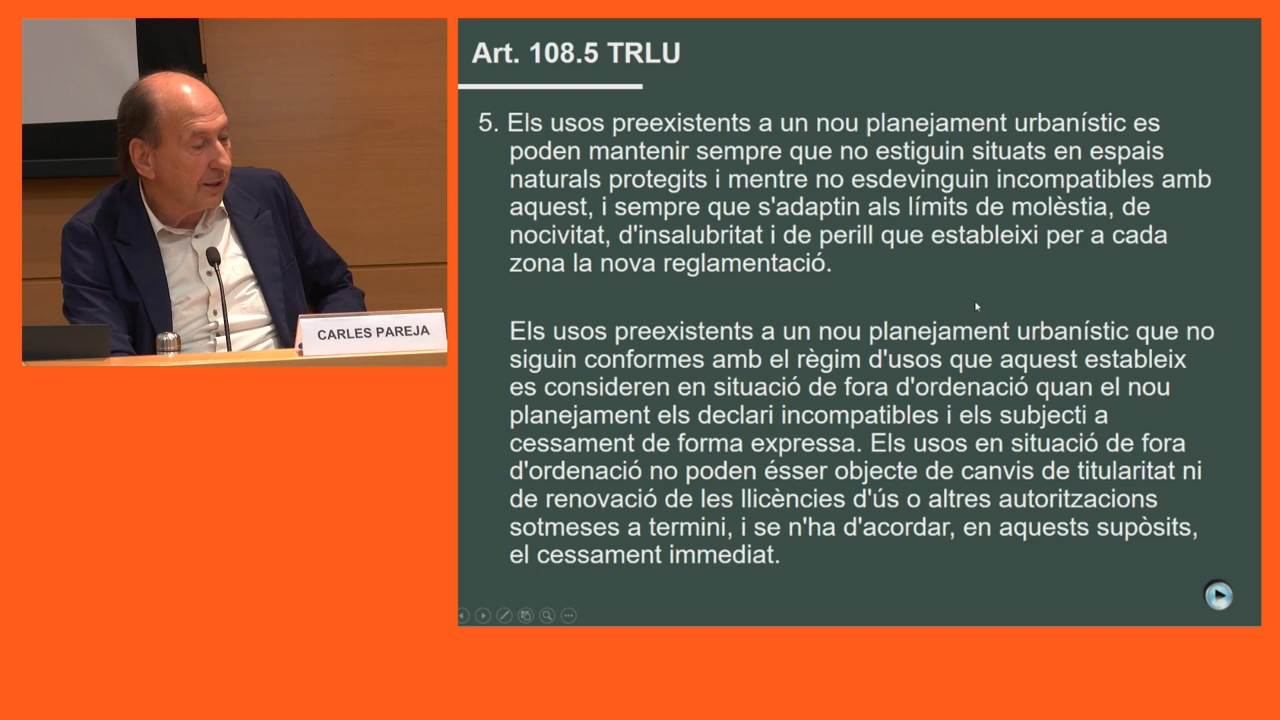 Art. 108.5 TRLU
5. Els usos preexistents a un nou planejament urbanístic es
poden mantenir sempre que no estiguin situats en espais
naturals protegits i mentre no esdevinguin incompatibles amb
aquest, i sempre que s'adaptin als límits de molèstia, de
nocivitat, d'insalubritat i de perill que estableixi per a cada
zona la nova reglamentació.
Els usos preexistents a un nou planejament urbanístic que no
siguin conformes amb el règim d'usos que aquest estableix
es consideren en situació de fora d'ordenació quan el nou
planejament els declari incompatibles i els subjecti a
cessament de forma expressa. Els usos en situació de fora
d'ordenació no poden ésser objecte de canvis de titularitat ni
de renovació de les llicències d'ús o altres autoritzacions
sotmeses a termini, i se n'ha d'acordar, en aquests supòsits,
el cessament immediat.
CARLES PAREJA